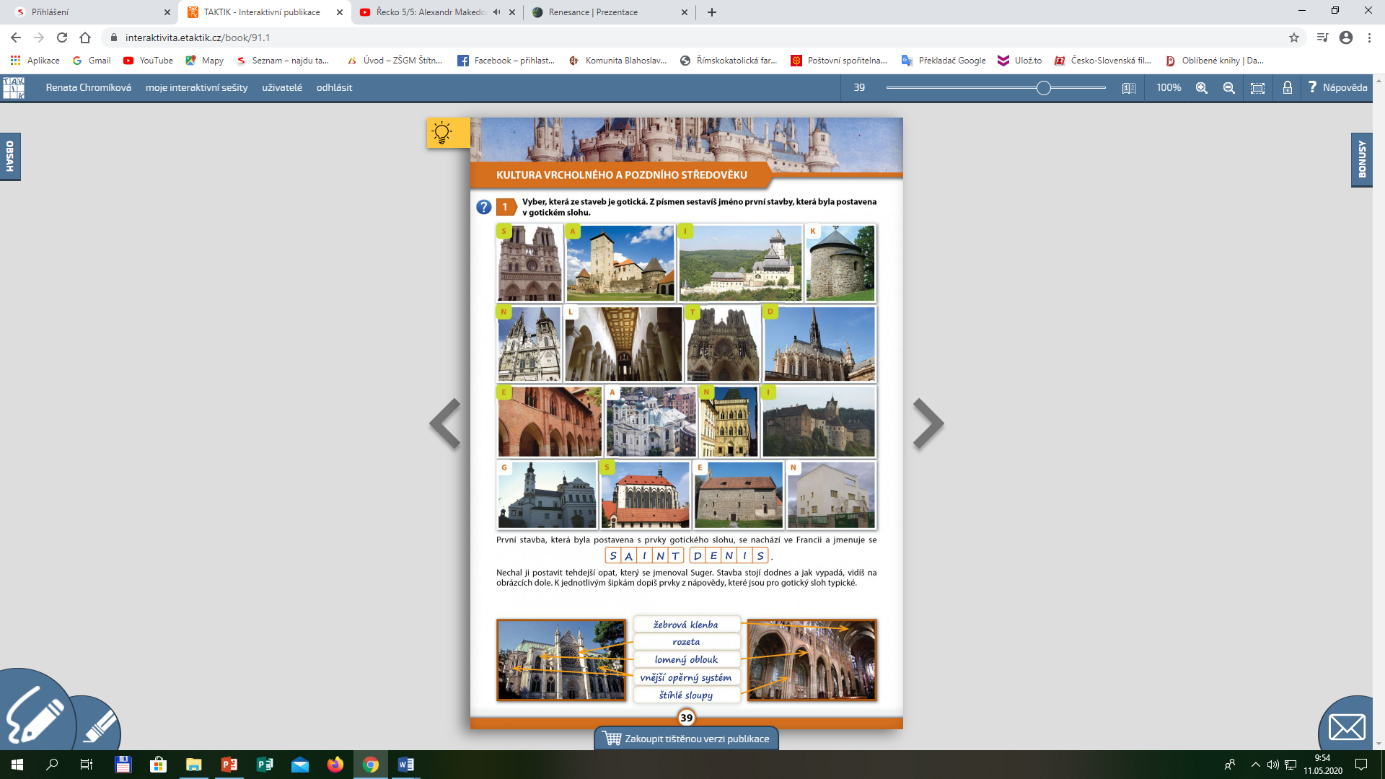 Přihlášení
TAKTIK - Interaktivní publikace
Řecko 5/5: Alexandr Makedo
Renesance | Prezentace
interaktivita.etaktik.cz/book/91.1
Aplikace
Gmail
YouTube
Mapy
Seznam – najdu ta...
Úvod – ZŠGM Štítn...
Facebook – přihlast...
Komunita Blahoslav...
Římskokatolická far...
Poštovní spořitelna...
Překladač Google
Ulož.to
Česko-Slovenská fil...
Oblíbené knihy | Da...
Renata Chromíková
moje interaktivní sešity
uživatelé
odhlásit
39
100%
? Nápověda
OBSAH
BONUSY
KULTURA VRCHOLNÉHO A POZDNÍHO STŘEDOVĚKU
? 1 Vyber, která ze staveb je gotická. Z písmen sestavíš jméno první stavby, která byla postavena
v gotickém slohu.
S A I K
N L T D
E A N I
G S E N
První stavba, která byla postavena s prvky gotického slohu, se nachází ve Francii a jmenuje se
S A I N T D E N I S .
Nechal ji postavit tehdejší opat, který se jmenoval Suger. Stavba stojí dodnes a jak vypadá, vidíš na
obrázcích dole. K jednotlivým šipkám dopiš prvky z nápovědy, které jsou pro gotický sloh typické.
žebrová klenba
rozeta
lomený oblouk
vnější opěrný systém
štíhlé sloupy
39
Zakoupit tištěnou verzi publikace
9:54
11.05.2020